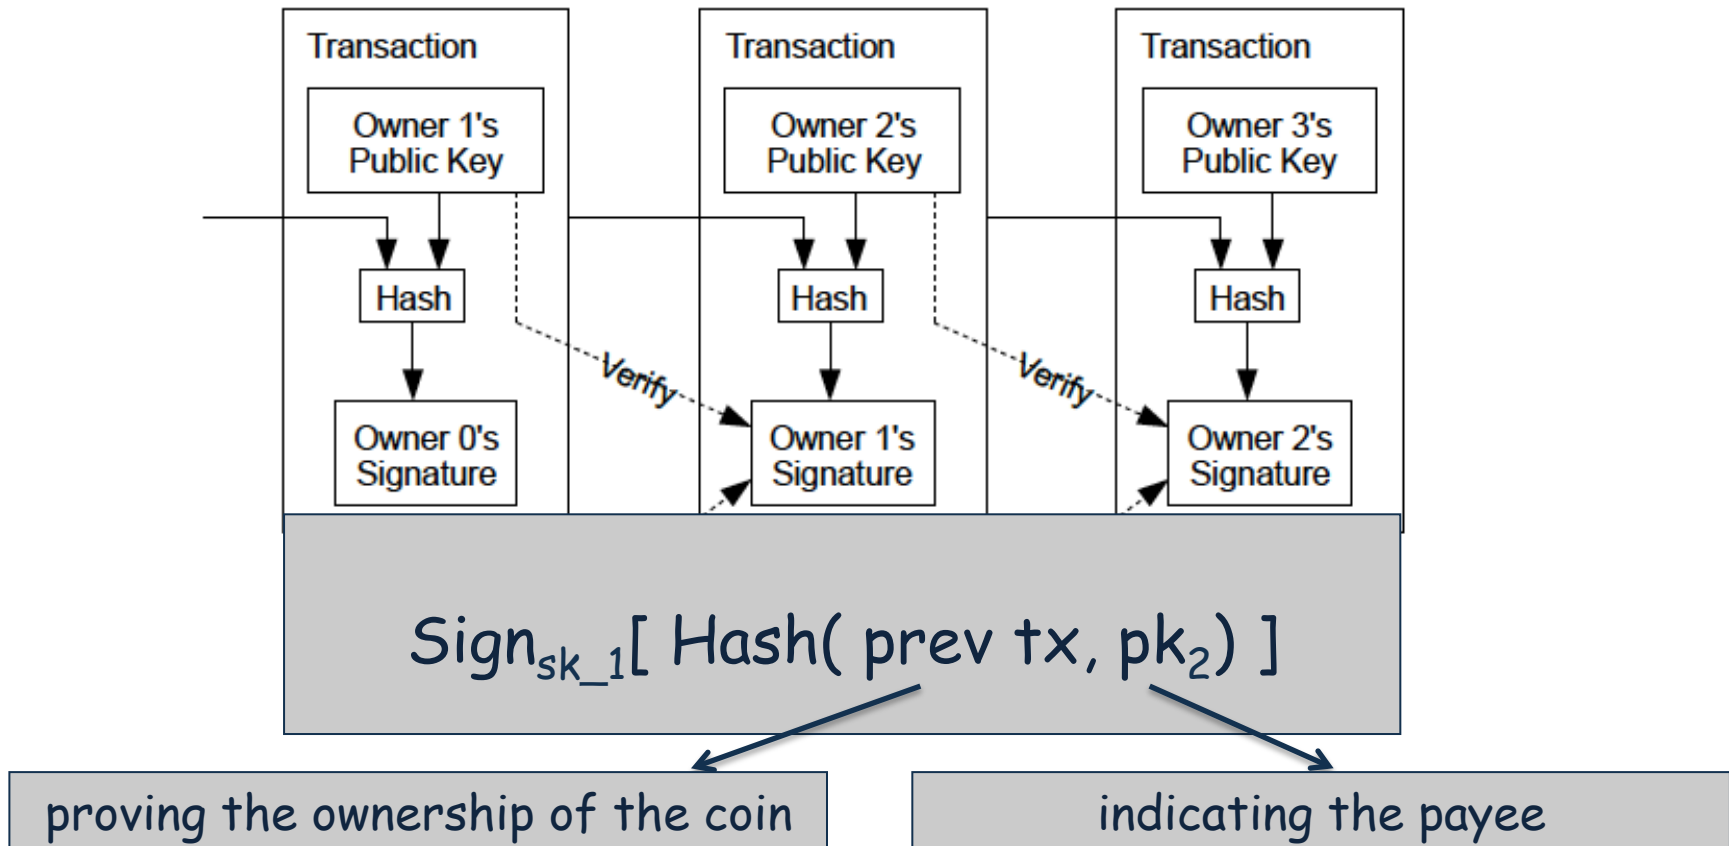 Transaction
Owner 1's
Public Key
Hash
Owner 0's
Signature
Transaction
Owner 2's
Public Key
Hash
Verify
Owner 1's
Signature
Transaction
Owner 3's
Public Key
Hash
Verify
Owner 2's
Signature
Sign_sk_1[ Hash( prev tx, pk_2) ]
proving the ownership of the coin
indicating the payee